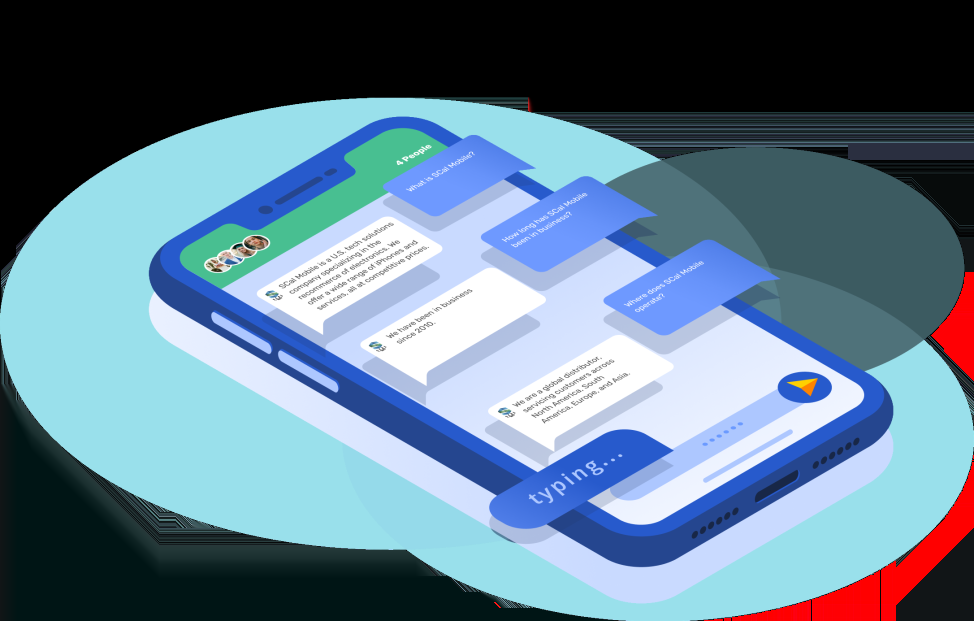 4 People
What is SCal Mobile?
SCal Mobile is a U.S. tech solutions
company specializing in the
recommerce of electronics. We
offer a wide range of iPhones and
services, all at competitive prices.
How long has SCal Mobile
been in business?
We have been in business
since 2010.
Where does SCal Mobile
operate?
We are a global distributor,
servicing customers across
North America, South
America, Europe, and Asia.
typing...